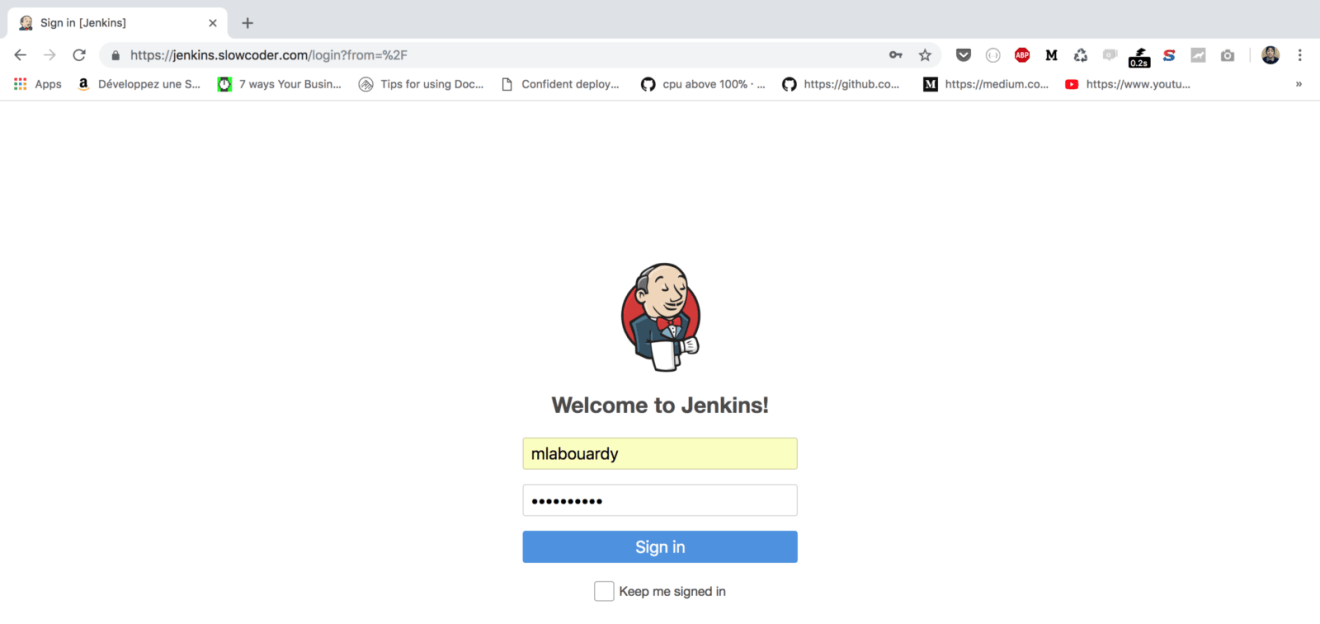 Sign in [Jenkins]
https://jenkins.slowcoder.com/login?from=%2F
ABP
M
0.2s
S
Apps
a
Développez une S...
7 ways Your Busin...
Tips for using Doc...
Confident deploy...
cpu above 100% · ...
https://github.co...
M
https://medium.co...
https://www.youtu...
»
Welcome to Jenkins!
mlabouardy
••••••••••
Sign in
Keep me signed in